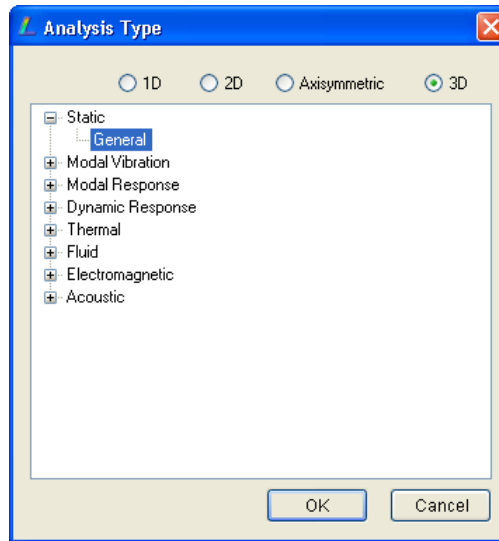 Analysis Type
1D 2D Axisymmetric 3D
Static
General
Modal Vibration
Modal Response
Dynamic Response
Thermal
Fluid
Electromagnetic
Acoustic
OK Cancel